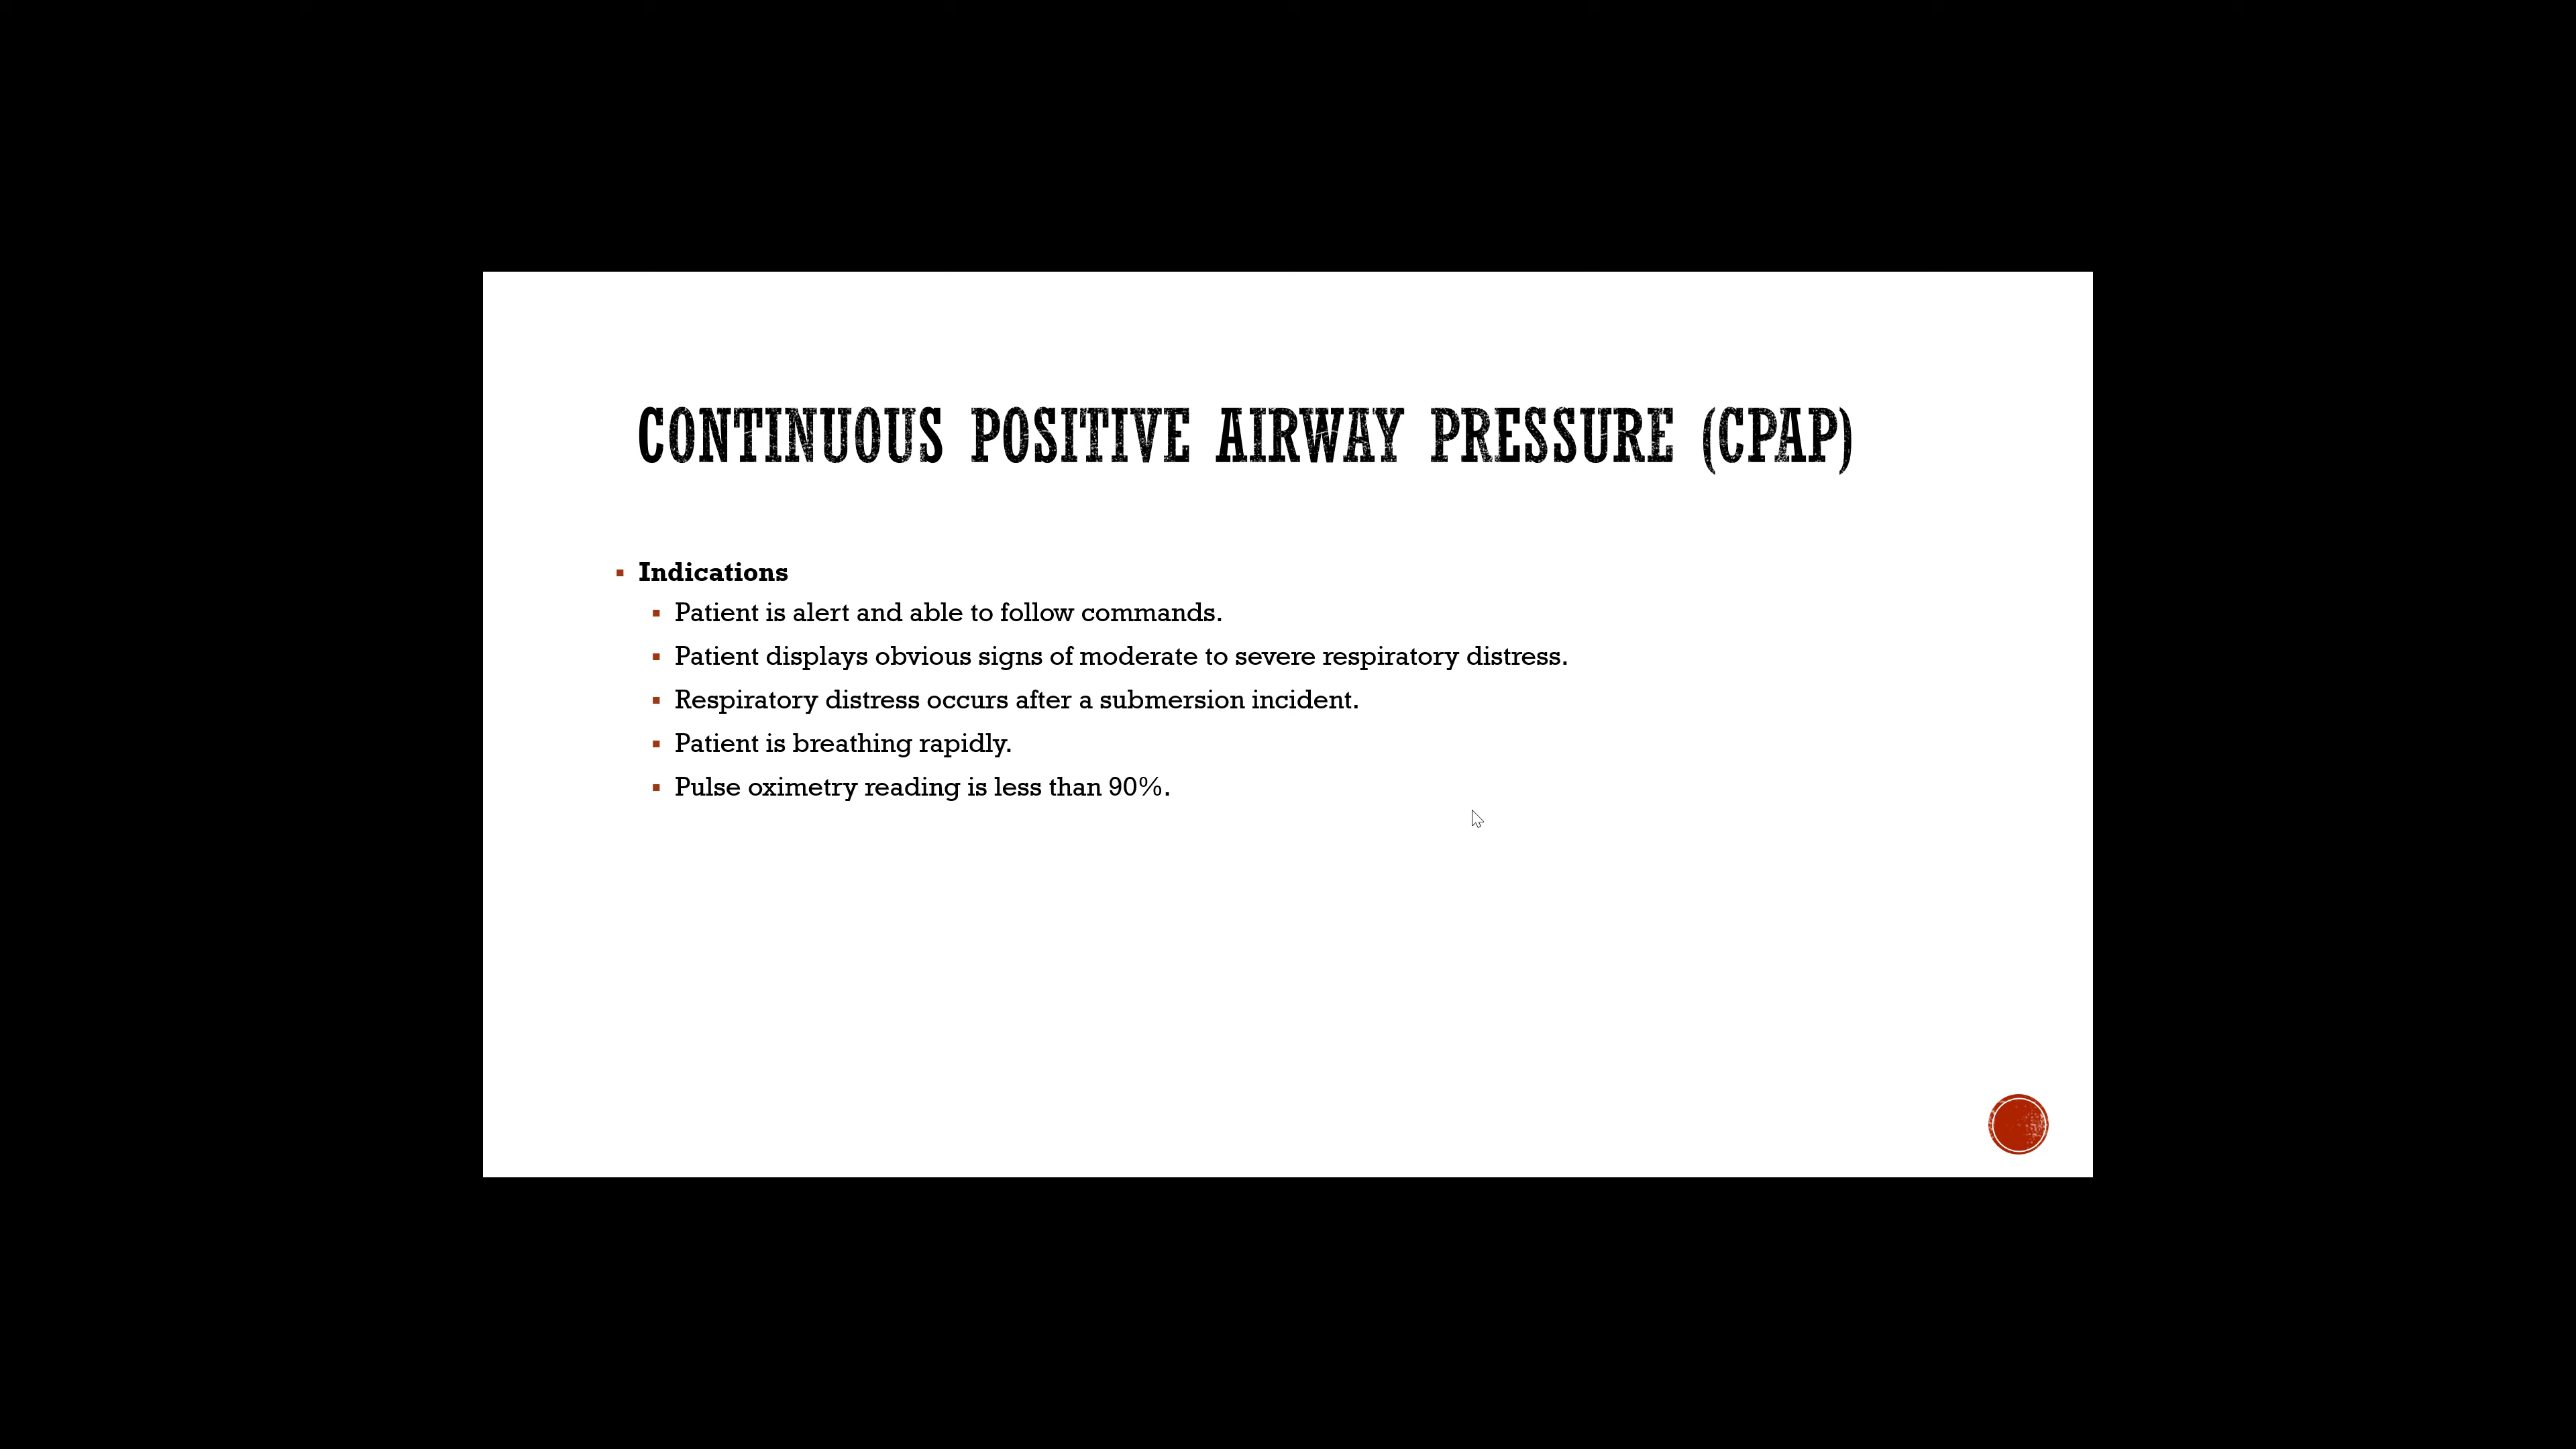 CONTINUOUS POSITIVE AIRWAY PRESSURE (CPAP)
Indications
Patient is alert and able to follow commands.
Patient displays obvious signs of moderate to severe respiratory distress.
Respiratory distress occurs after a submersion incident.
Patient is breathing rapidly.
Pulse oximetry reading is less than 90%.